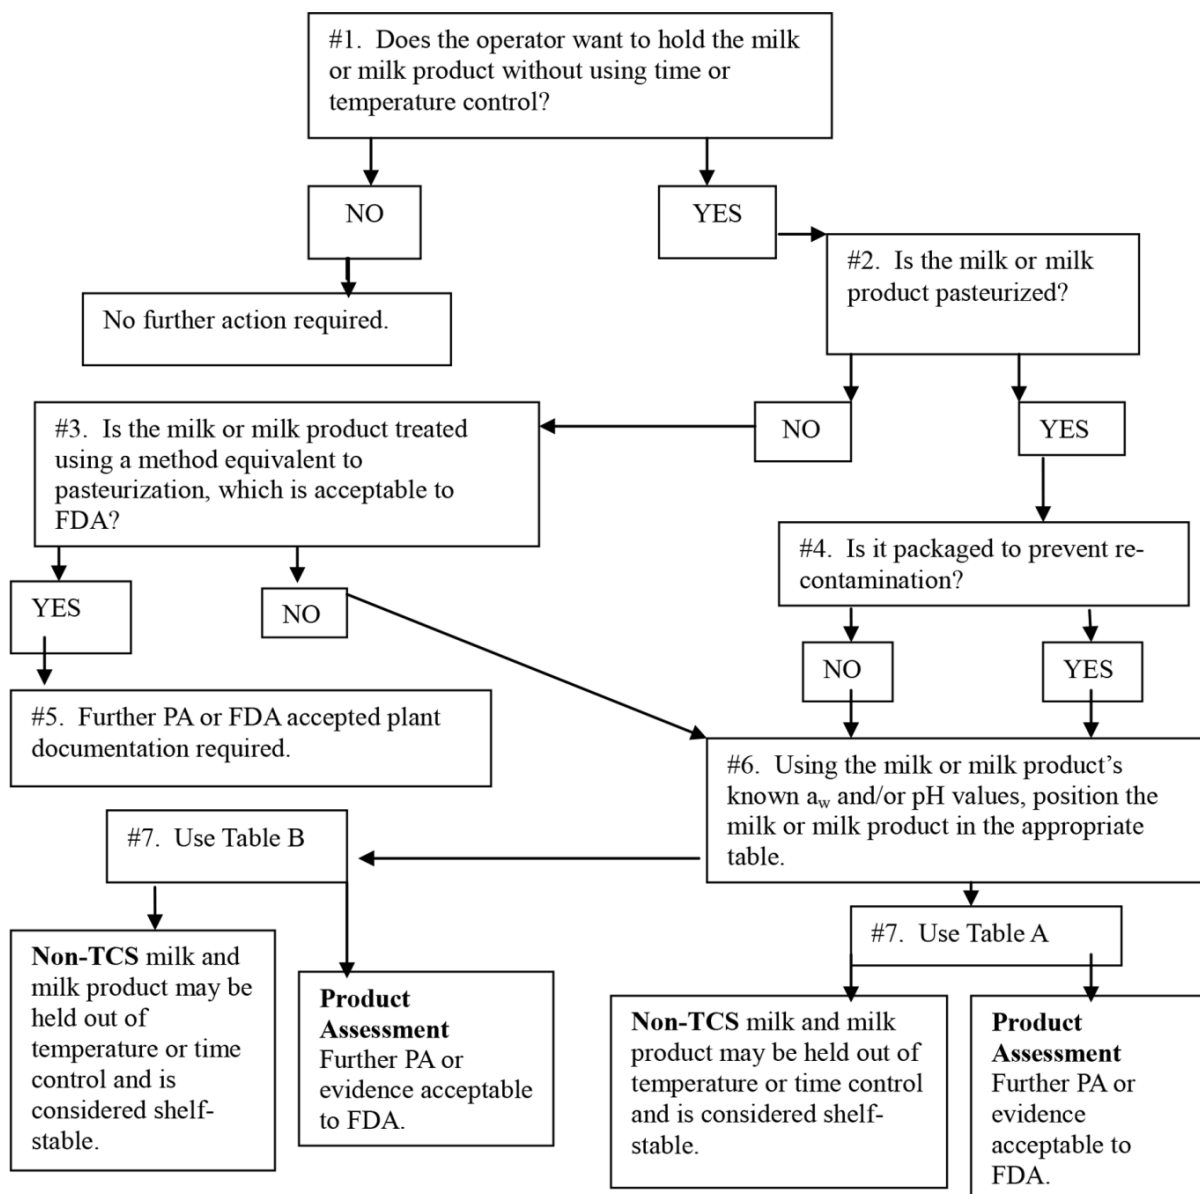 #1.  Does the operator want to hold the milk
or milk product without using time or
temperature control?
NO
YES
No further action required.
#2.  Is the milk or milk
product pasteurized?
#3.  Is the milk or milk product treated
using a method equivalent to
pasteurization, which is acceptable to
FDA?
NO
YES
#4.  Is it packaged to prevent re-
contamination?
YES
NO
NO
YES
#5.  Further PA or FDA accepted plant
documentation required.
#6.  Using the milk or milk product’s
known aw and/or pH values, position the
milk or milk product in the appropriate
table.
#7.  Use Table B
#7.  Use Table A
Non-TCS milk and
milk product may be
held out of
temperature or time
control and is
considered shelf-
stable.
Product
Assessment
Further PA or
evidence acceptable
to FDA.
Non-TCS milk and milk
product may be held out of
temperature or time control
and is considered shelf-
stable.
Product
Assessment
Further PA or
evidence
acceptable to
FDA.